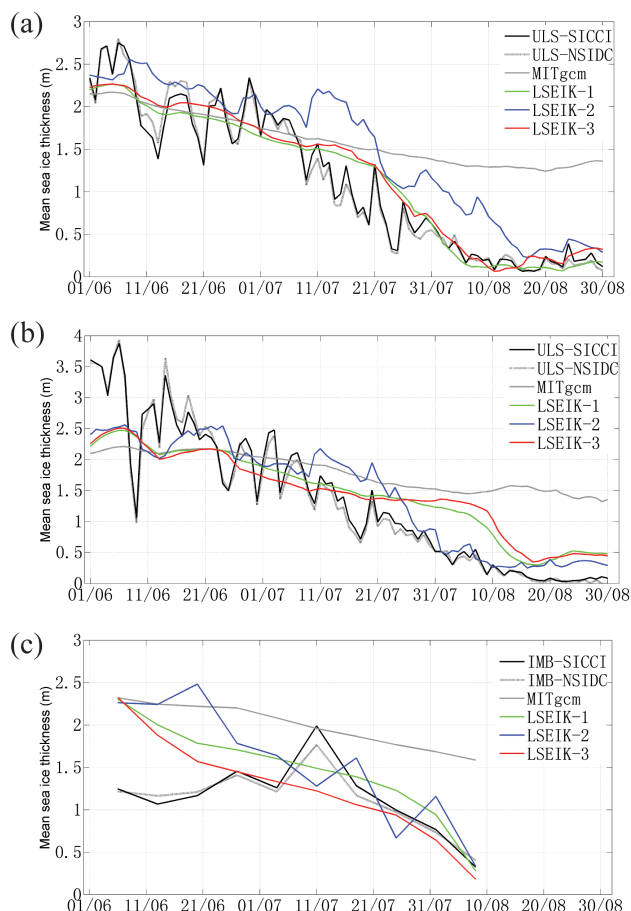 (a)
Mean sea ice thickness (m)
3
2.5
2
1.5
1
0.5
0
ULS-SICCI
ULS-NSIDC
MITgcm
LSEIK-1
LSEIK-2
LSEIK-3
01/06 11/06 21/06 01/07 11/07 21/07 31/07 10/08 20/08 30/08
(b)
Mean sea ice thickness (m)
4
3.5
3
2.5
2
1.5
1
0.5
0
ULS-SICCI
ULS-NSIDC
MITgcm
LSEIK-1
LSEIK-2
LSEIK-3
01/06 11/06 21/06 01/07 11/07 21/07 31/07 10/08 20/08 30/08
(c)
Mean sea ice thickness (m)
3
2.5
2
1.5
1
0.5
0
IMB-SICCI
IMB-NSIDC
MITgcm
LSEIK-1
LSEIK-2
LSEIK-3
01/06 11/06 21/06 01/07 11/07 21/07 31/07 10/08 20/08 30/08